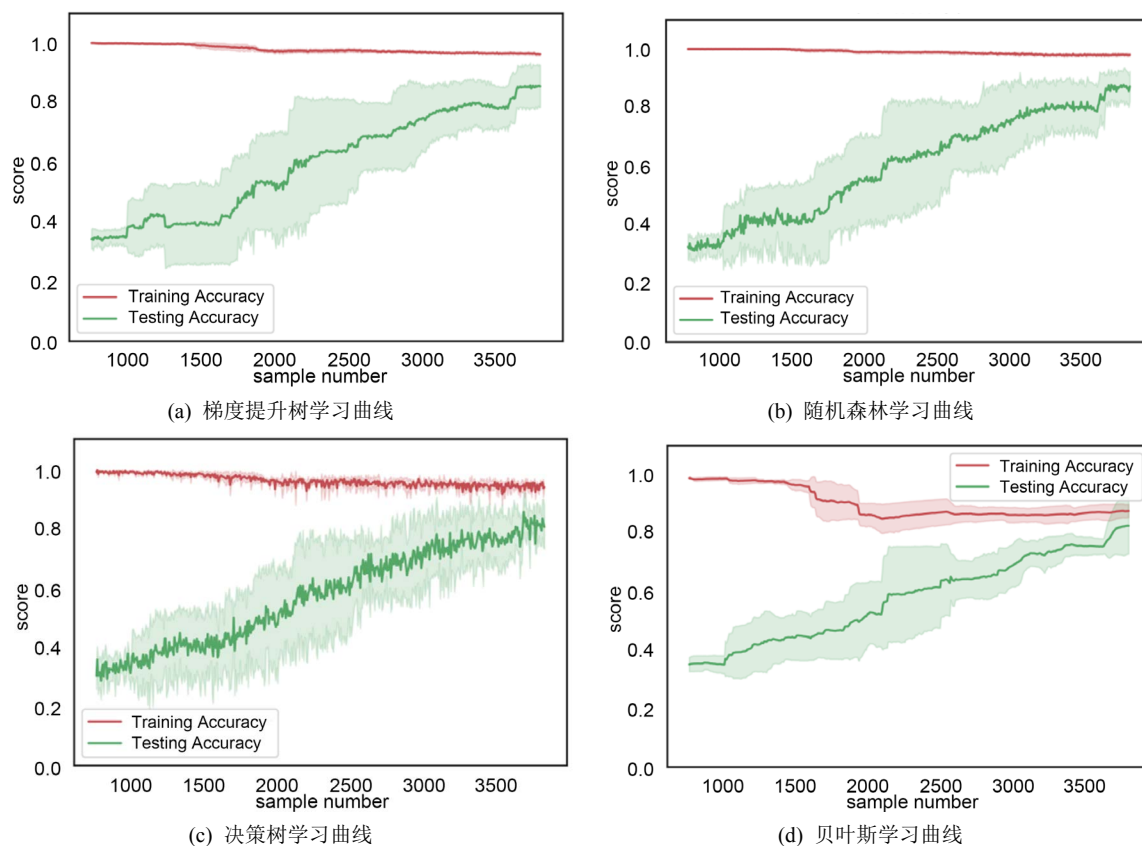 1.0
0.8
0.6
0.4
0.2
0.0
score
Training Accuracy
Testing Accuracy
1000 1500 2000 2500 3000 3500
sample number
(a) 梯度提升树学习曲线
1.0
0.8
0.6
0.4
0.2
0.0
score
Training Accuracy
Testing Accuracy
1000 1500 2000 2500 3000 3500
sample number
(b) 随机森林学习曲线
1.0
0.8
0.6
0.4
0.2
0.0
score
Training Accuracy
Testing Accuracy
1000 1500 2000 2500 3000 3500
sample number
(c) 决策树学习曲线
1.0
0.8
0.6
0.4
0.2
0.0
score
Training Accuracy
Testing Accuracy
1000 1500 2000 2500 3000 3500
sample number
(d) 贝叶斯学习曲线